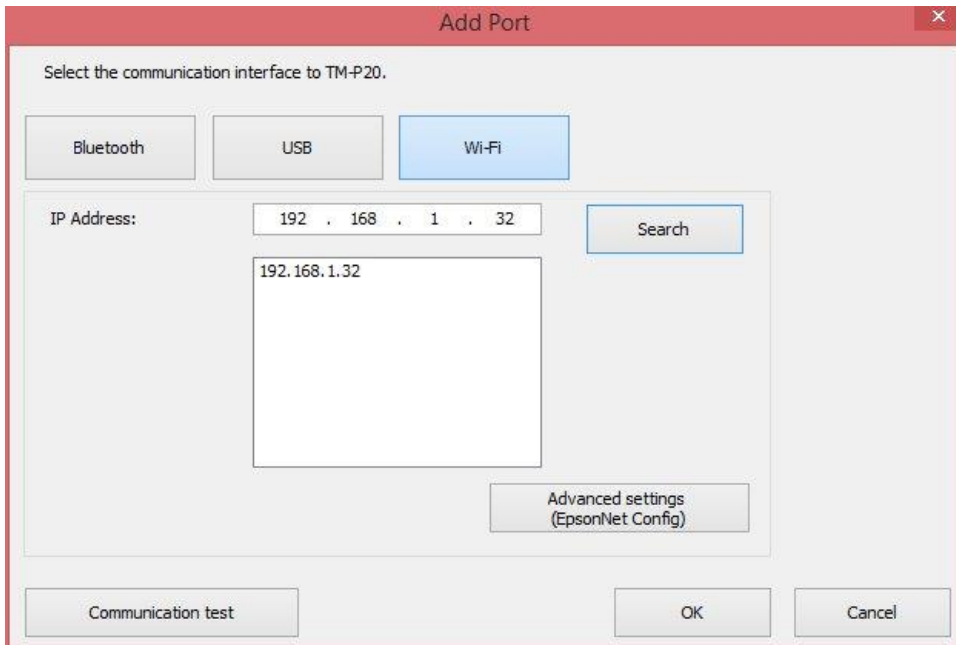 Add Port
Select the communication interface to TM-P20.
Bluetooth
USB
Wi-Fi
IP Address:
192 . 168 . 1 . 32
Search
192.168.1.32
Advanced settings
(EpsonNet Config)
Communication test
OK
Cancel